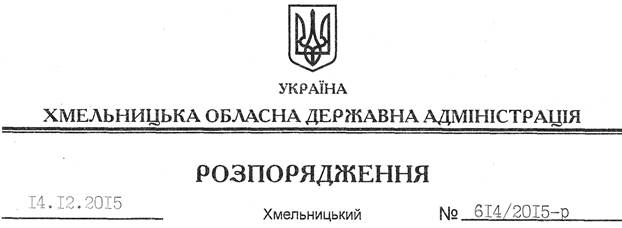 УКРАЇНА
ХМЕЛЬНИЦЬКА ОБЛАСНА ДЕРЖАВНА АДМІНІСТРАЦІЯ
РОЗПОРЯДЖЕННЯ
14.12.2015 Хмельницький № 614/2015-р